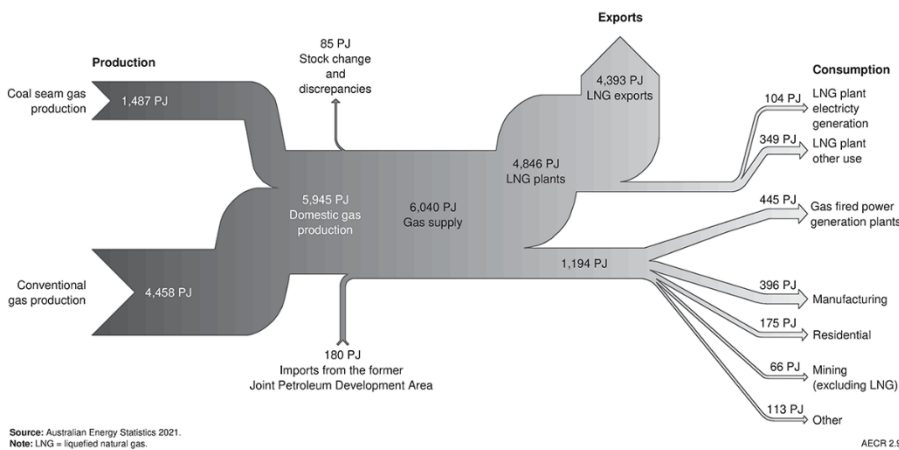 Exports
85 PJ
Stock change
and
discrepancies
Production
Coal seam gas
production
1,487 PJ
4,393 PJ
LNG exports
Consumption
104 PJ
LNG plant
electricty
generation
349 PJ
LNG plant
other use
4,846 PJ
LNG plants
5,945 PJ
Domestic gas
production
6,040 PJ
Gas supply
445 PJ
Gas fired power
generation plants
1,194 PJ
Conventional
gas production
4,458 PJ
396 PJ
Manufacturing
175 PJ
Residential
180 PJ
Imports from the former
Joint Petroleum Development Area
66 PJ
Mining
(excluding LNG)
113 PJ
Other
Source: Australian Energy Statistics 2021.
Note: LNG = liquefied natural gas.
AECR 2.9